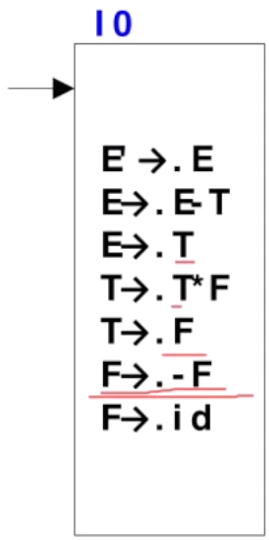 I0
E' →. E
E→. E- T
E→. T
T→. T* F
T→. F
F→. - F
F→. id